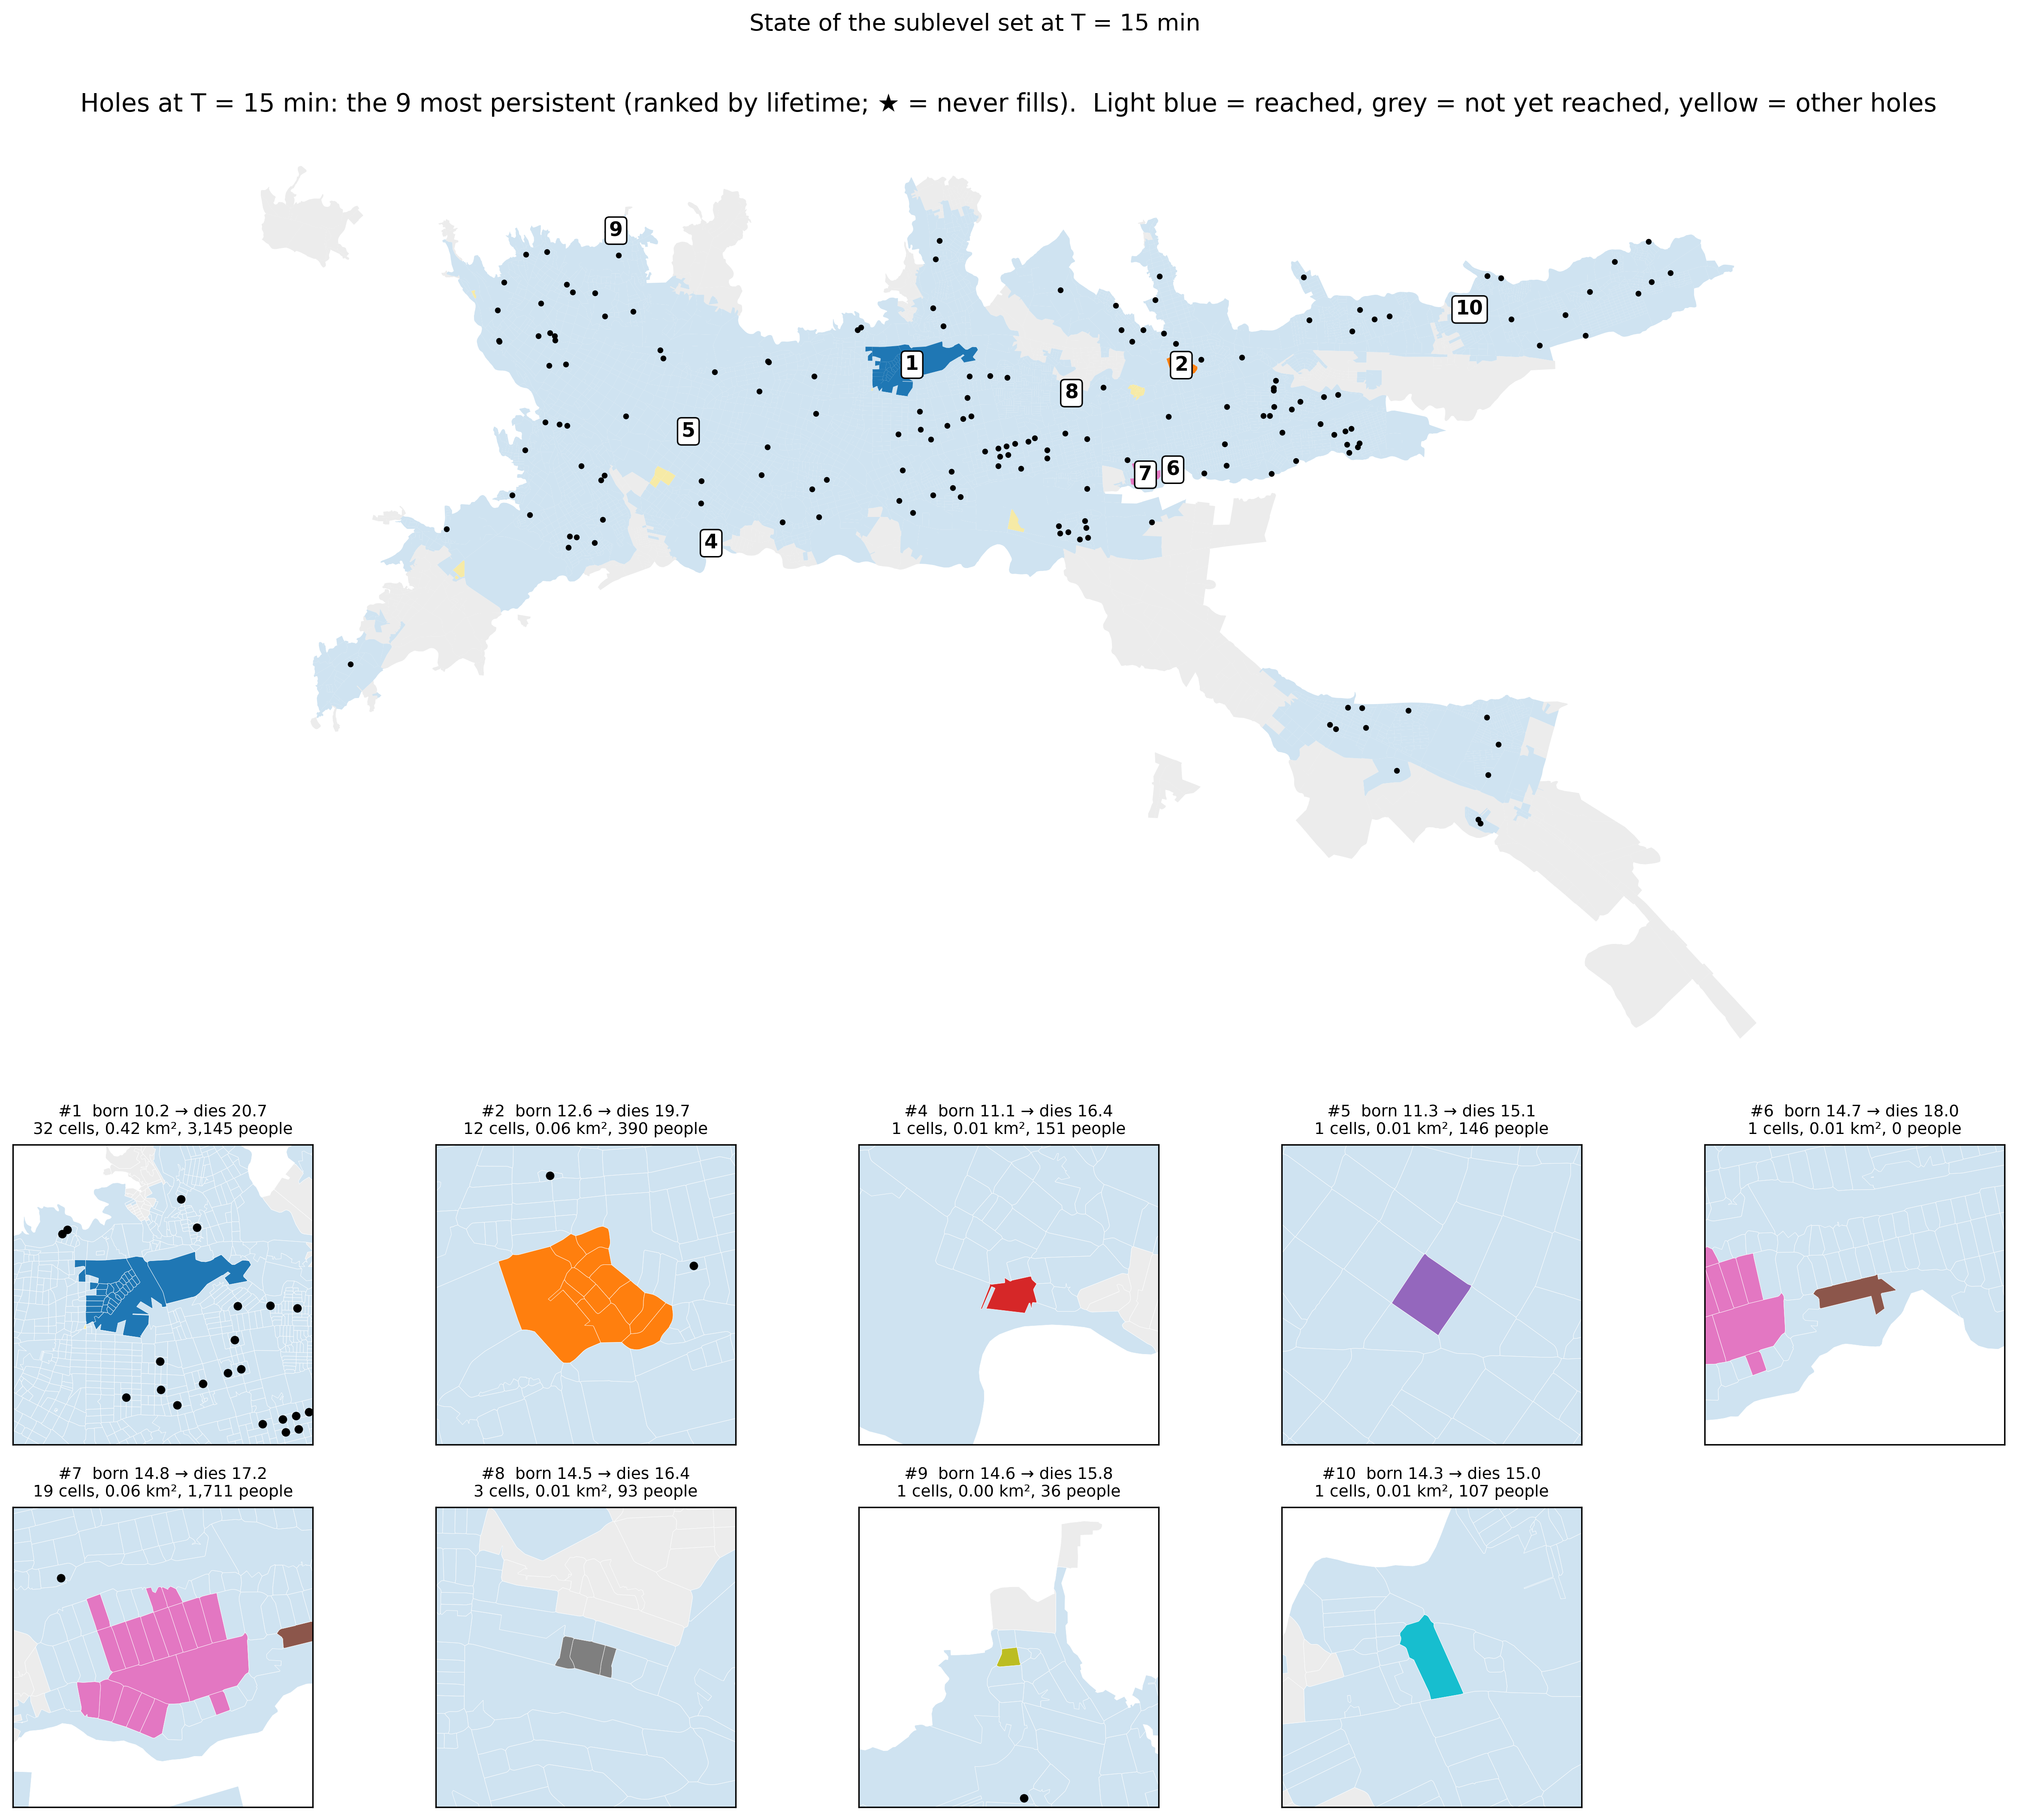 State of the sublevel set at T = 15 min
Holes at T = 15 min: the 9 most persistent (ranked by lifetime; ★ = never fills).  Light blue = reached, grey = not yet reached, yellow = other holes
9
10
1
2
8
5
7
6
4
#1  born 10.2 → dies 20.7
32 cells, 0.42 km², 3,145 people
#2  born 12.6 → dies 19.7
12 cells, 0.06 km², 390 people
#4  born 11.1 → dies 16.4
1 cells, 0.01 km², 151 people
#5  born 11.3 → dies 15.1
1 cells, 0.01 km², 146 people
#6  born 14.7 → dies 18.0
1 cells, 0.01 km², 0 people
#7  born 14.8 → dies 17.2
19 cells, 0.06 km², 1,711 people
#8  born 14.5 → dies 16.4
3 cells, 0.01 km², 93 people
#9  born 14.6 → dies 15.8
1 cells, 0.00 km², 36 people
#10  born 14.3 → dies 15.0
1 cells, 0.01 km², 107 people